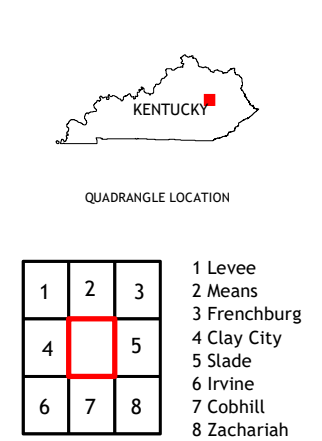 KENTUCKY
QUADRANGLE LOCATION
1 2 3
4 5
6 7 8
1 Levee
2 Means
3 Frenchburg
4 Clay City
5 Slade
6 Irvine
7 Cobhill
8 Zachariah